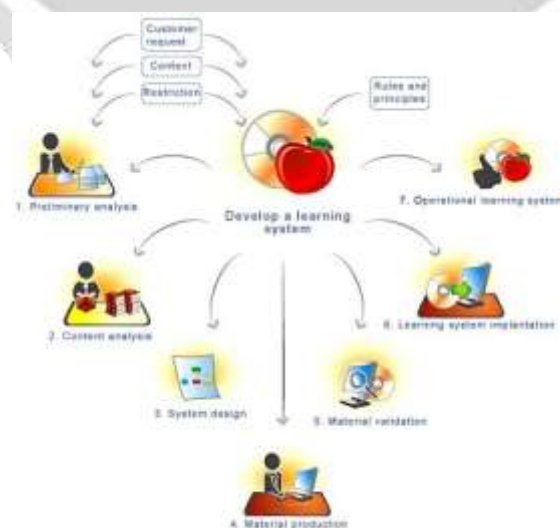 Customer
request
Context
Restriction
Rules and
principles
1. Preliminary analysis
7. Operational learning system
Develop a learning
system
2. Content analysis
6. Learning system implantation
3. System design
5. Material validation
4. Material production